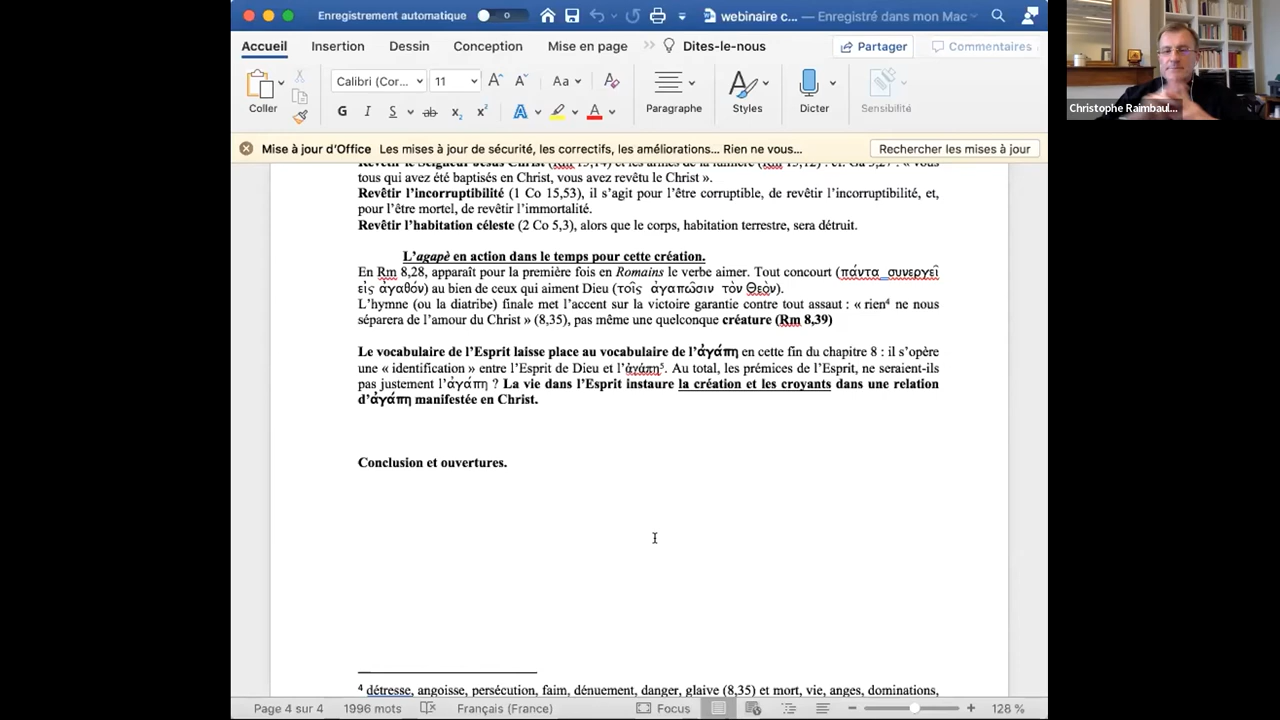 Enregistrement automatique
webinaire c... — Enregistré dans mon Mac
Accueil Insertion Dessin Conception Mise en page Dites-le-nous Partager Commentaires
Calibri (Cor... 11 Aa
Coller G I S ab x₂ x² A A Paragraphe Styles Dicter Sensibilité
Christophe Raimbaul...
Mise à jour d'Office Les mises à jour de sécurité, les correctifs, les améliorations... Rien ne vous... Rechercher les mises à jour
Revêtir le Seigneur Jésus Christ
tous qui avez été baptisés en Christ, vous avez revêtu le Christ ».
Revêtir l'incorruptibilité (1 Co 15,53), il s'agit pour l'être corruptible, de revêtir l'incorruptibilité, et,
pour l'être mortel, de revêtir l'immortalité.
Revêtir l'habitation céleste (2 Co 5,3), alors que le corps, habitation terrestre, sera détruit.
L'agapè en action dans le temps pour cette création.
En Rm 8,28, apparaît pour la première fois en Romains le verbe aimer. Tout concourt (πάντα συνεργεῖ
εἰς ἀγαθόν) au bien de ceux qui aiment Dieu (τοῖς ἀγαπῶσιν τὸν Θεὸν).
L'hymne (ou la diatribe) finale met l'accent sur la victoire garantie contre tout assaut : « rien⁴ ne nous
séparera de l'amour du Christ » (8,35), pas même une quelconque créature (Rm 8,39)
Le vocabulaire de l'Esprit laisse place au vocabulaire de l'ἀγάπη en cette fin du chapitre 8 : il s'opère
une « identification » entre l'Esprit de Dieu et l'ἀγάπη⁵. Au total, les prémices de l'Esprit, ne seraient-ils
pas justement l'ἀγάπη ? La vie dans l'Esprit instaure la création et les croyants dans une relation
d'ἀγάπη manifestée en Christ.
Conclusion et ouvertures.
⁴ détresse, angoisse, persécution, faim, dénuement, danger, glaive (8,35) et mort, vie, anges, dominations,
Page 4 sur 4 1996 mots Français (France) Focus 128 %